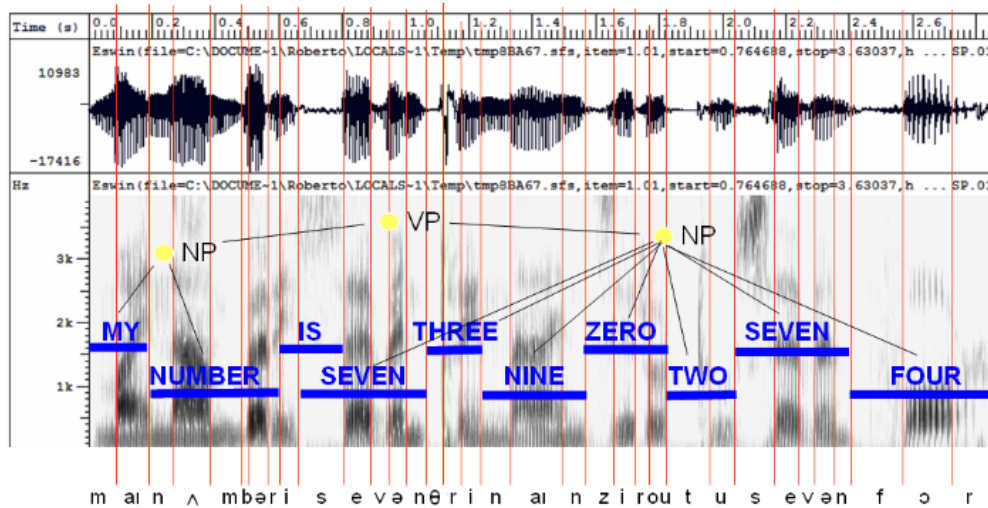 Time (s) 0.0 0.2 0.4 0.6 0.8 1.0 1.2 1.4 1.6 1.8 2.0 2.2 2.4 2.6
Eswin(file=C:\DOCUME~1\Roberto\LOCALS~1\Temp\tmp8BA67.sfs,item=1.01,start=0.764688,stop=3.63037,h ... SP.01
10983
-17416
Hz Eswin(file=C:\DOCUME~1\Roberto\LOCALS~1\Temp\tmp8BA67.sfs,item=1.01,start=0.764688,stop=3.63037,h ... SP.01
VP
NP NP
3k
2k MY IS THREE ZERO SEVEN
NUMBER SEVEN NINE TWO FOUR
1k
m aɪ n ʌ m b ə r i s e v ə n θ r i n aɪ n z i r o u t u s e v ə n f ɔ r